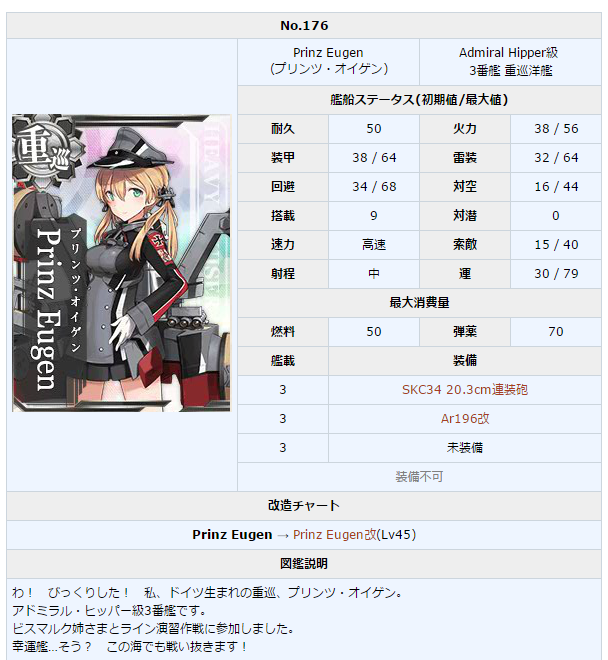 No.176
Prinz Eugen
(プリンツ・オイゲン)
Admiral Hipper級
3番艦 重巡洋艦
艦船ステータス(初期値/最大値)
耐久 50 火力 38 / 56
装甲 38 / 64 雷装 32 / 64
回避 34 / 68 対空 16 / 44
搭載 9 対潜 0
速力 高速 索敵 15 / 40
射程 中 運 30 / 79
最大消費量
燃料 50 弾薬 70
艦載 装備
3 SKC34 20.3cm連装砲
3 Ar196改
3 未装備
装備不可
重巡
プリンツ・オイゲン
Prinz Eugen
HEAVY
改造チャート
Prinz Eugen → Prinz Eugen改(Lv45)
図鑑説明
わ！　びっくりした！　私、ドイツ生まれの重巡、プリンツ・オイゲン。
アドミラル・ヒッパー級3番艦です。
ビスマルク姉さまとライン演習作戦に参加しました。
幸運艦…そう？　この海でも戦い抜きます！